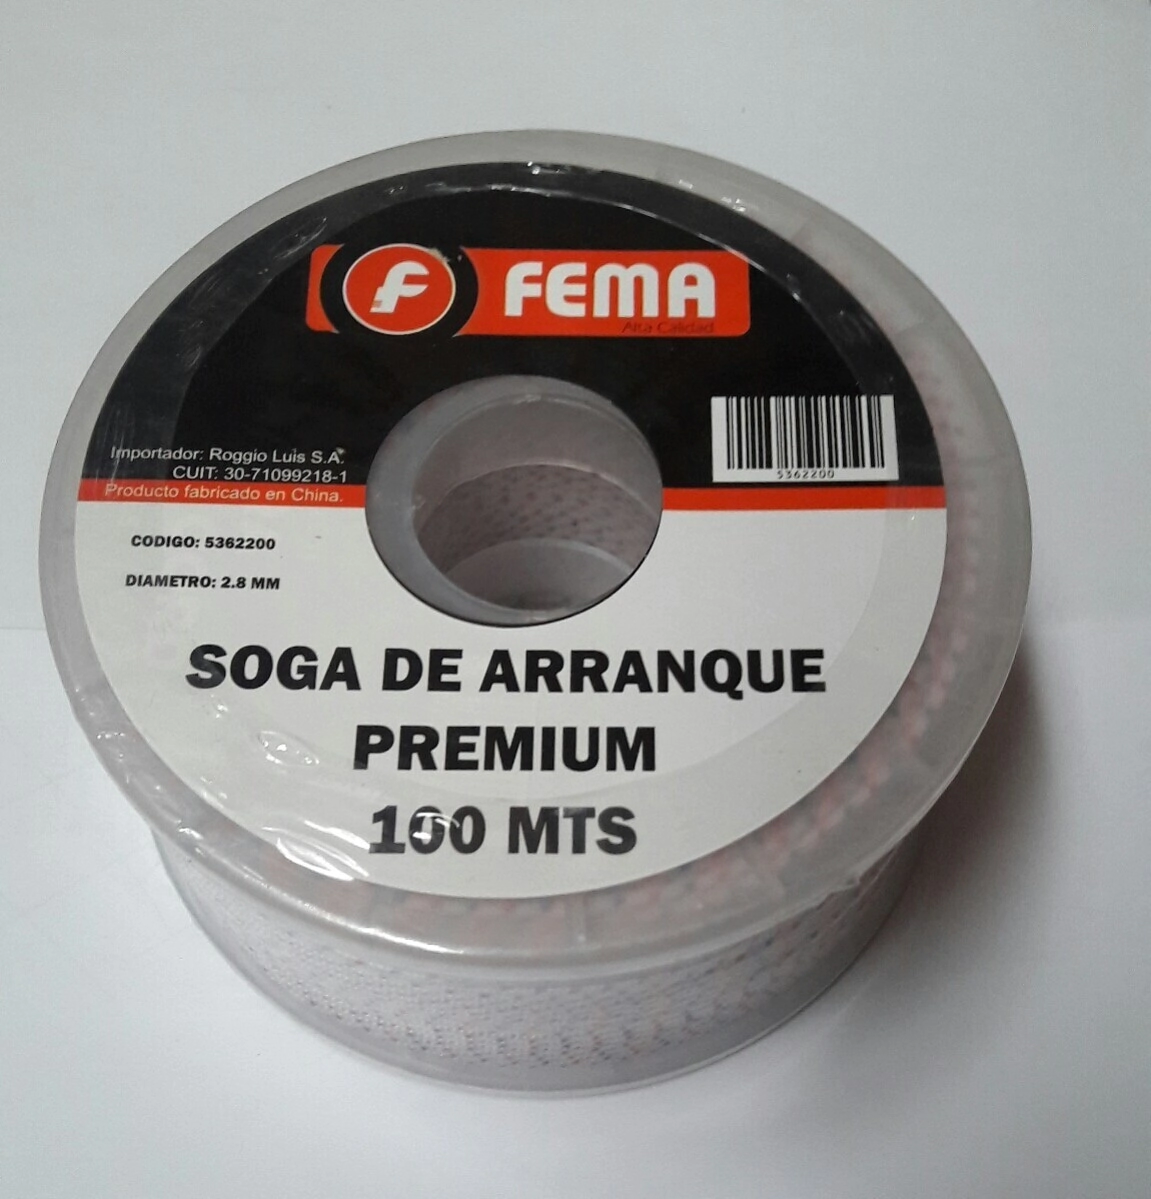 f FEMA
Alta Calidad
5362200
Importador: Roggio Luis S.A.
CUIT: 30-71099218-1
Producto fabricado en China.
CODIGO: 5362200
DIAMETRO: 2.8 MM
SOGA DE ARRANQUE
PREMIUM
100 MTS